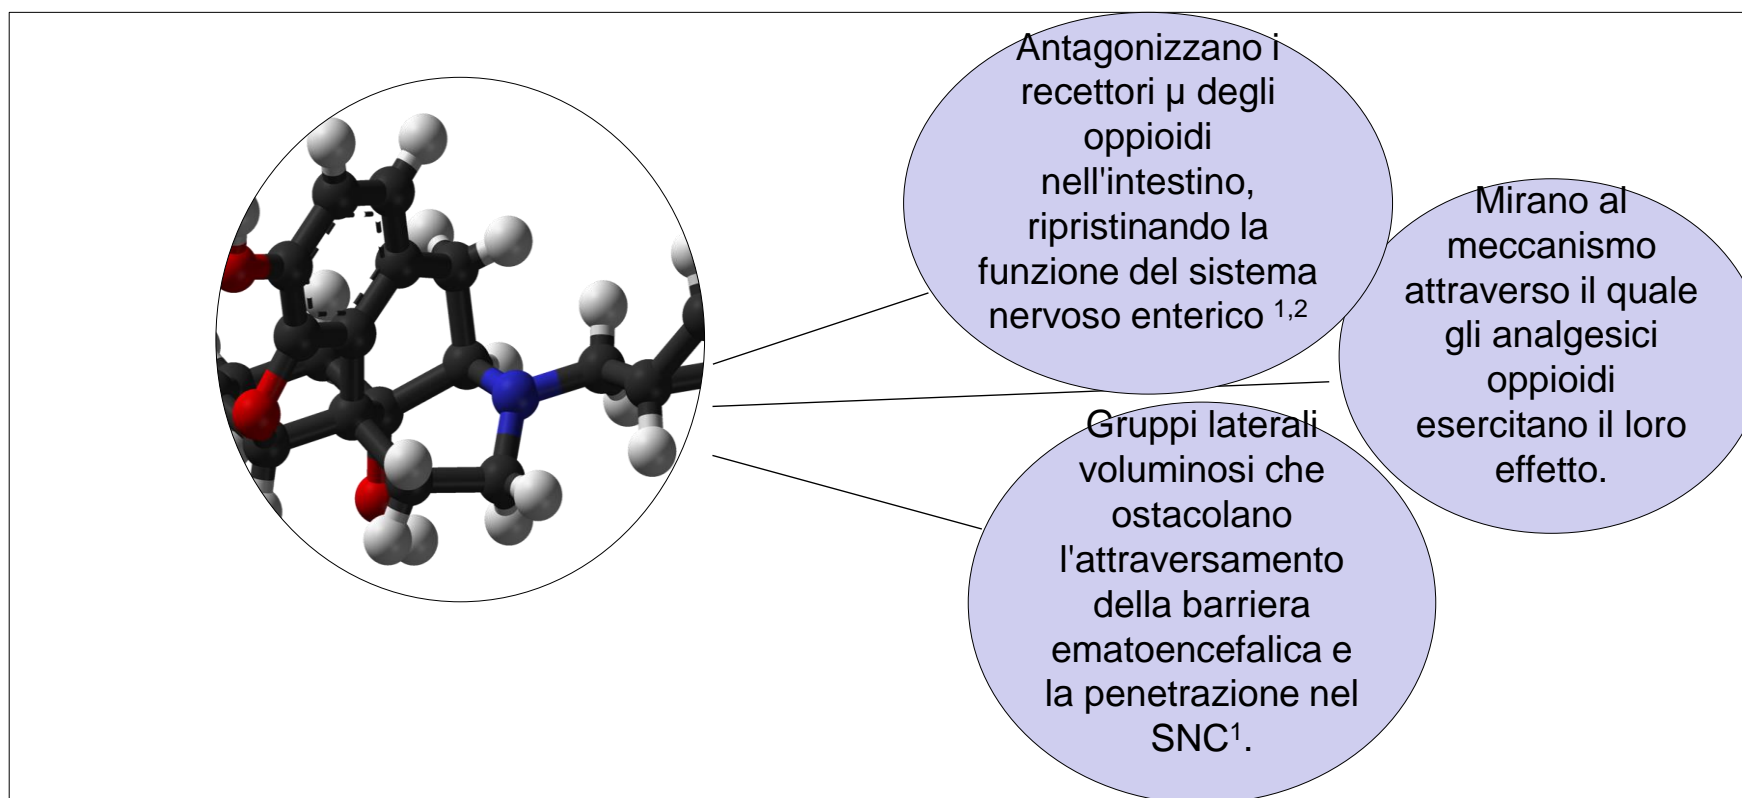 Antagonizzano i
recettori µ degli
oppioidi
nell'intestino,
ripristinando la
funzione del sistema
nervoso enterico 1,2
Mirano al
meccanismo
attraverso il quale
gli analgesici
oppioidi
esercitano il loro
effetto.
Gruppi laterali
voluminosi che
ostacolano
l'attraversamento
della barriera
ematoencefalica e
la penetrazione nel
SNC1.